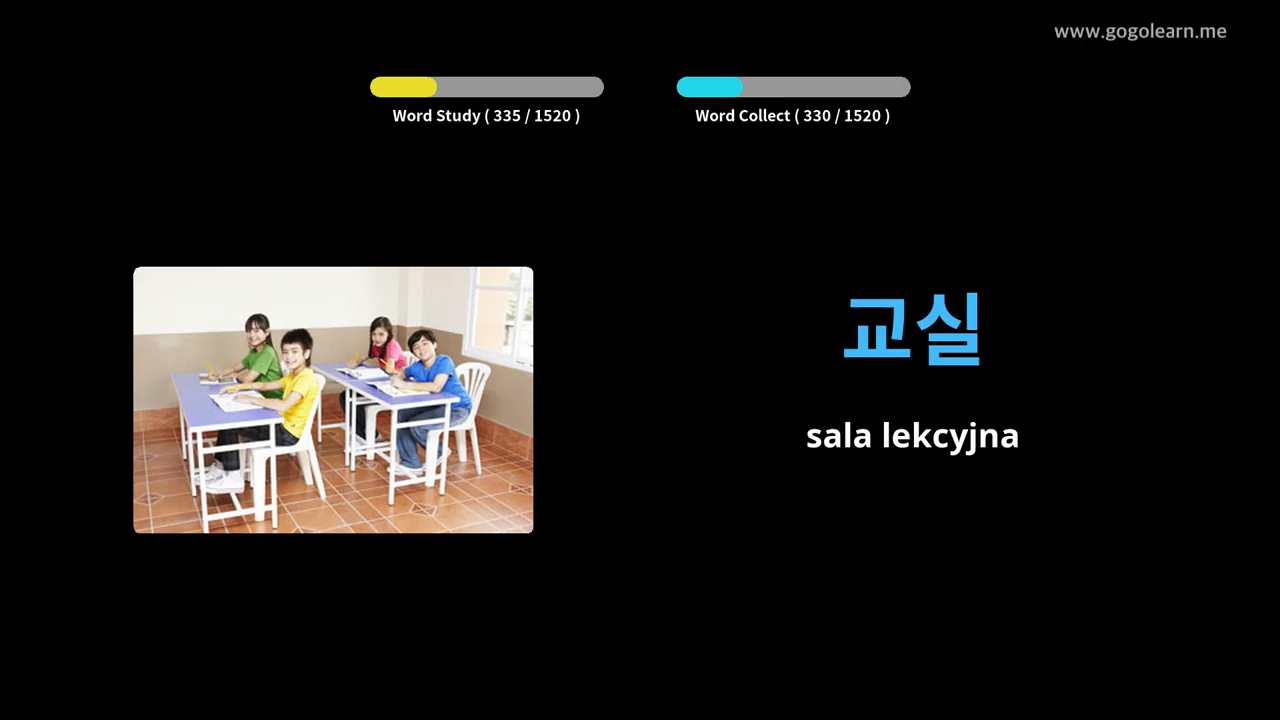 www.gogolearn.me
Word Study ( 335 / 1520 )
Word Collect ( 330 / 1520 )
교실
sala lekcyjna